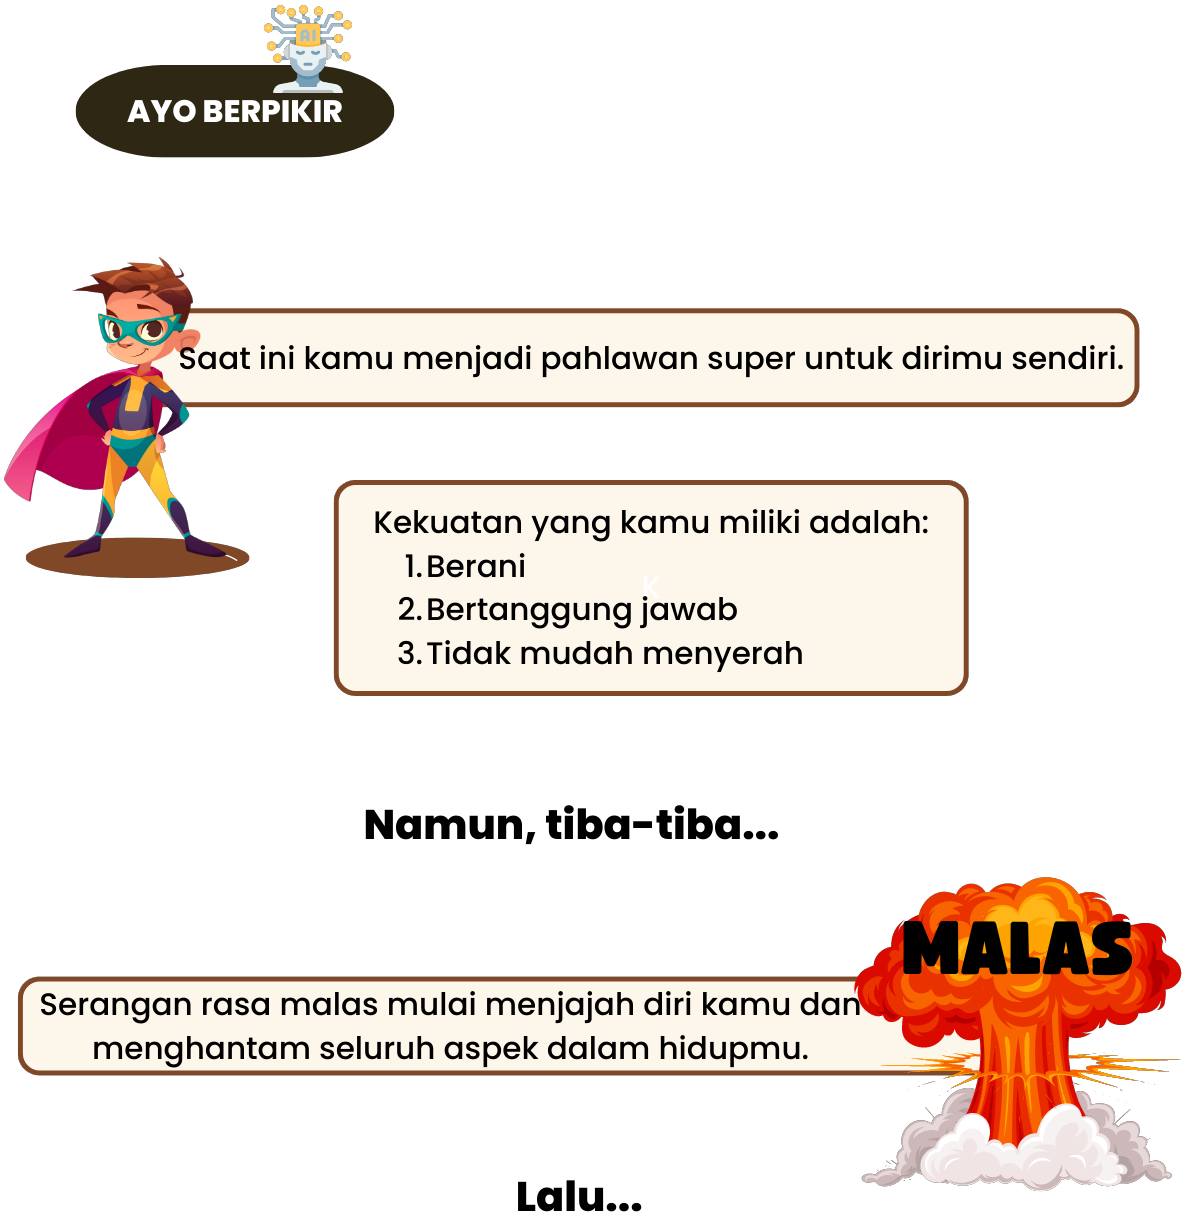 AI
AYO BERPIKIR
Saat ini kamu menjadi pahlawan super untuk dirimu sendiri.
Kekuatan yang kamu miliki adalah:
1. Berani
K
2. Bertanggung jawab
3. Tidak mudah menyerah
Namun, tiba-tiba...
MALAS
Serangan rasa malas mulai menjajah diri kamu dan
menghantam seluruh aspek dalam hidupmu.
Lalu...